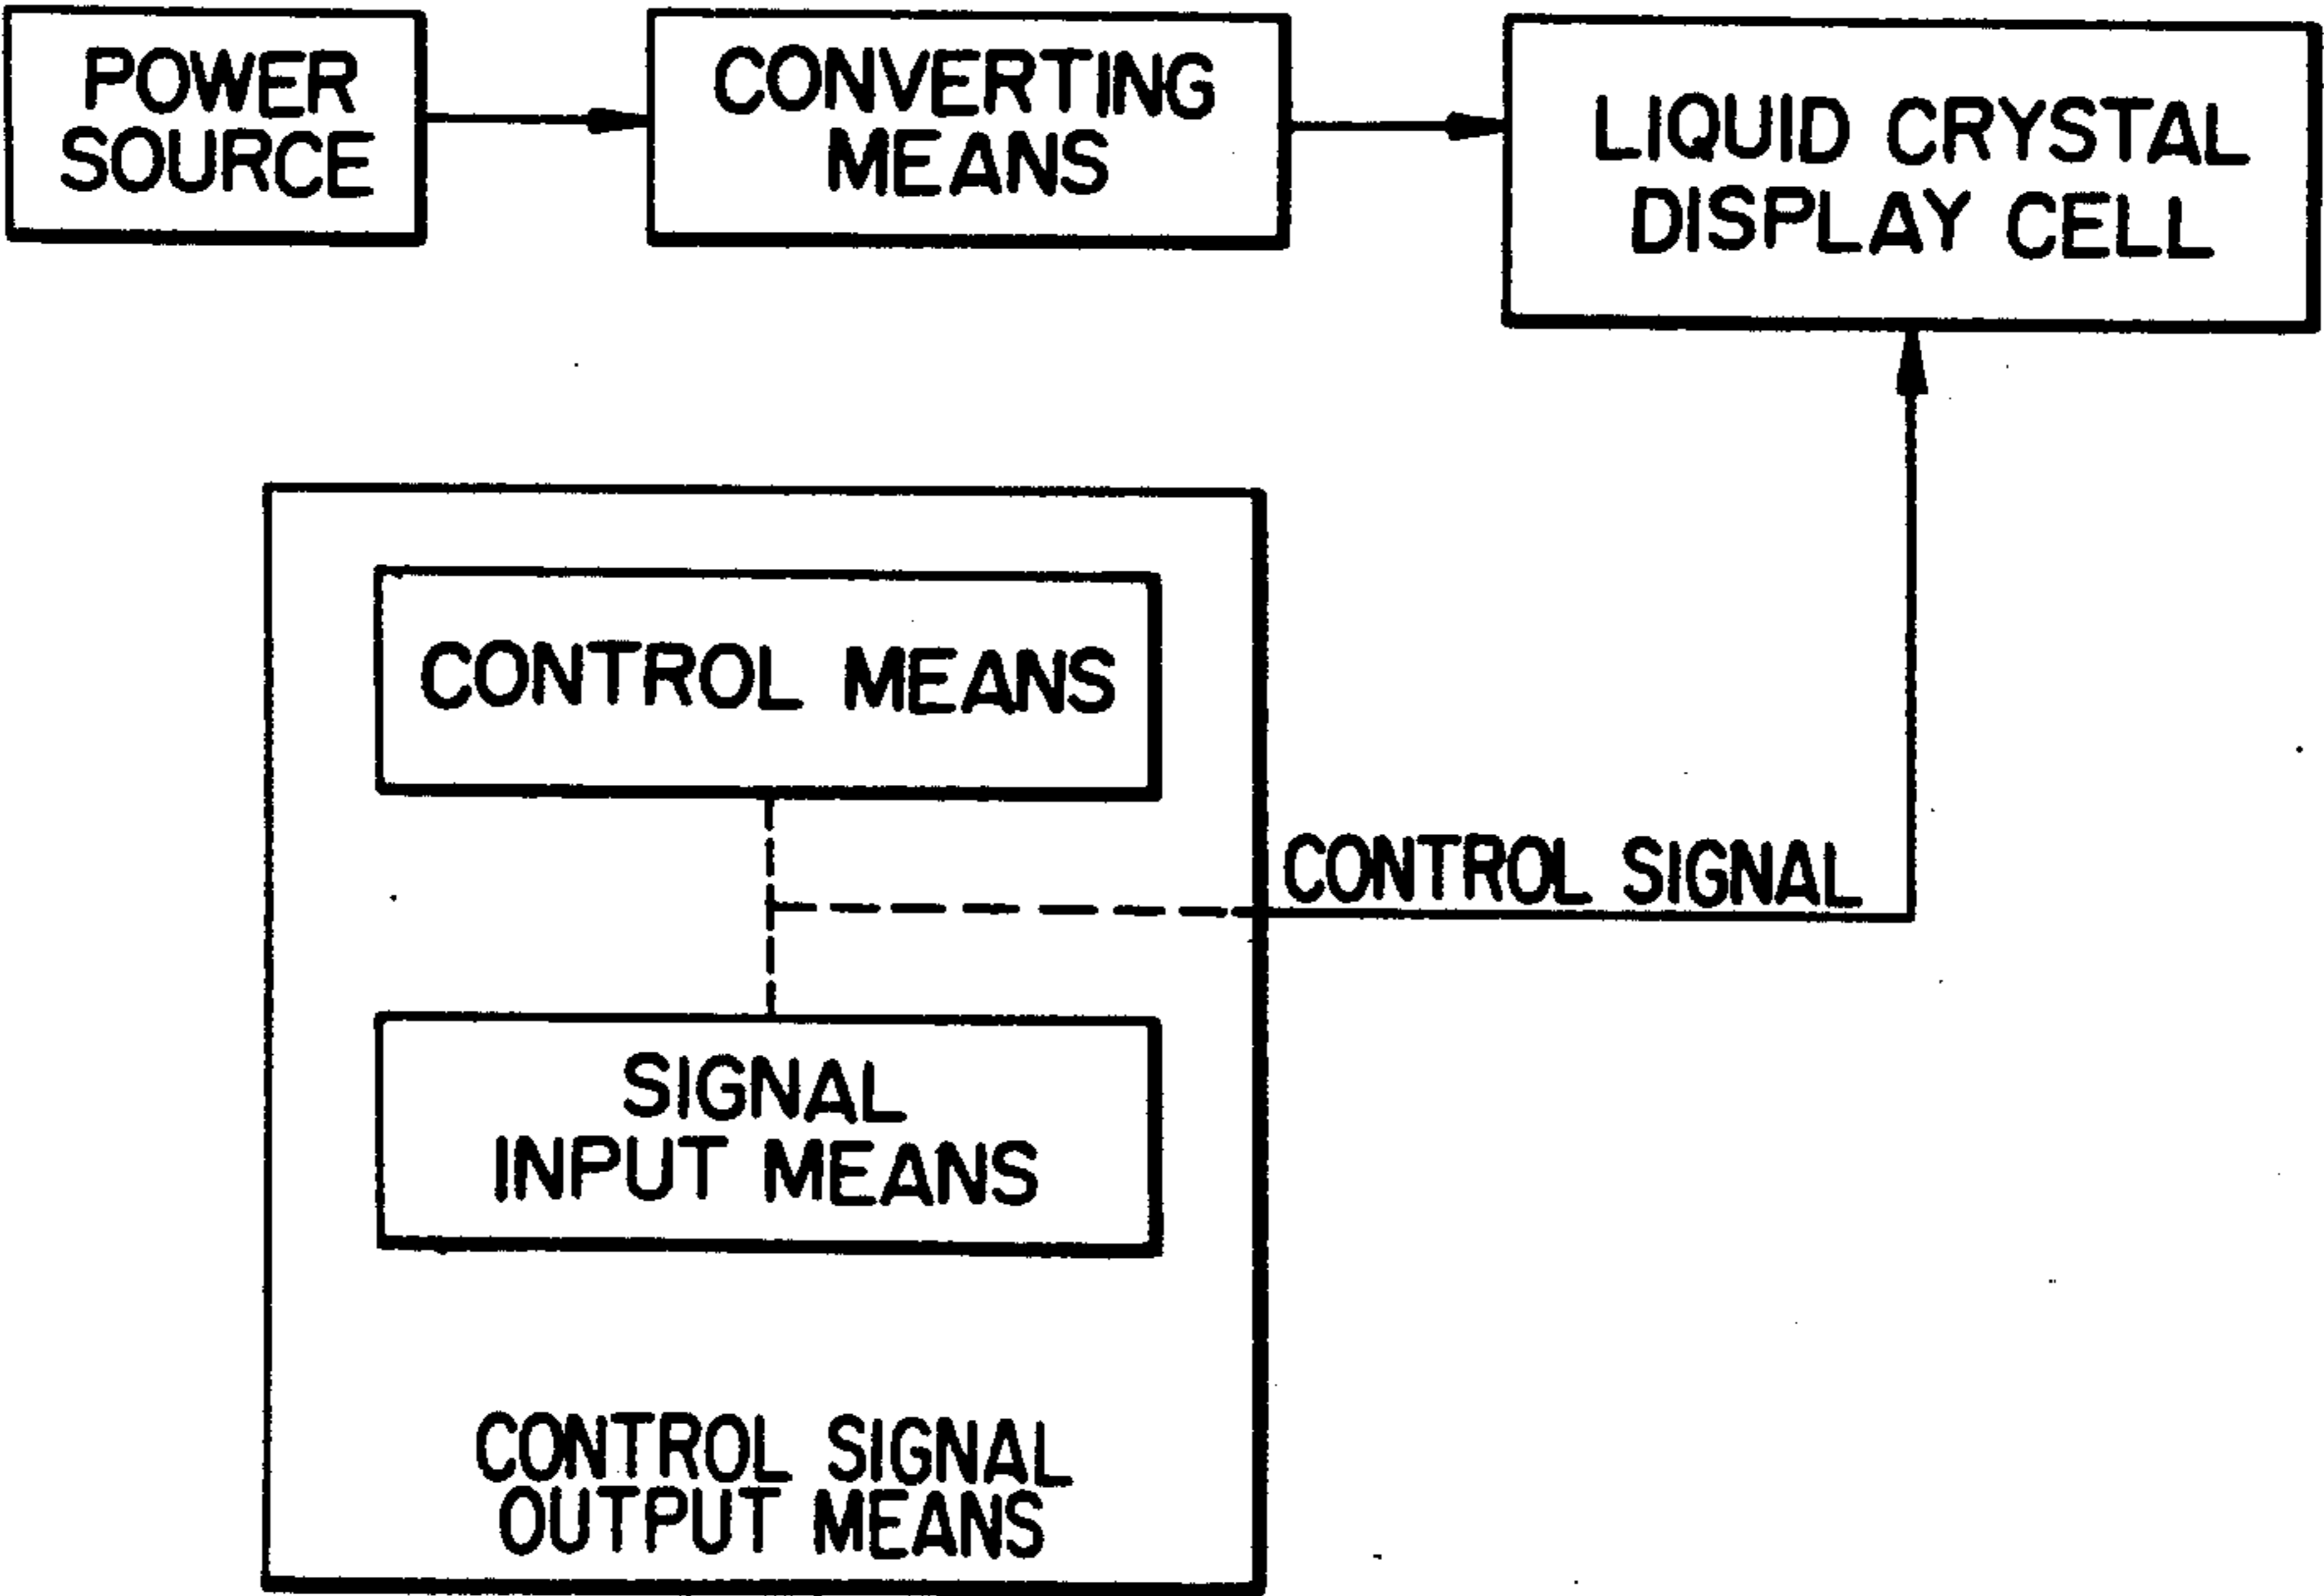 POWER
SOURCE
CONVERTING
MEANS
LIQUID CRYSTAL
DISPLAY CELL
CONTROL MEANS
CONTROL SIGNAL
SIGNAL
INPUT MEANS
CONTROL SIGNAL
OUTPUT MEANS